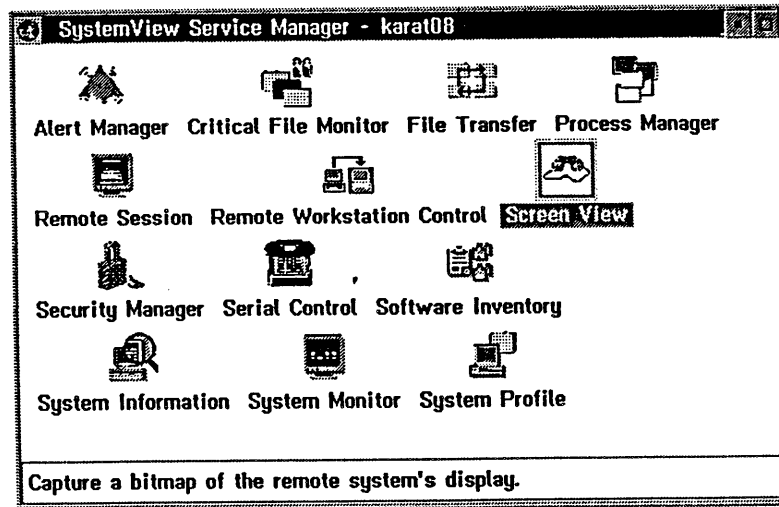 SystemView Service Manager - karat08
Alert Manager Critical File Monitor File Transfer Process Manager
Remote Session Remote Workstation Control Screen View
Security Manager Serial Control Software Inventory
System Information System Monitor System Profile
Capture a bitmap of the remote system's display.